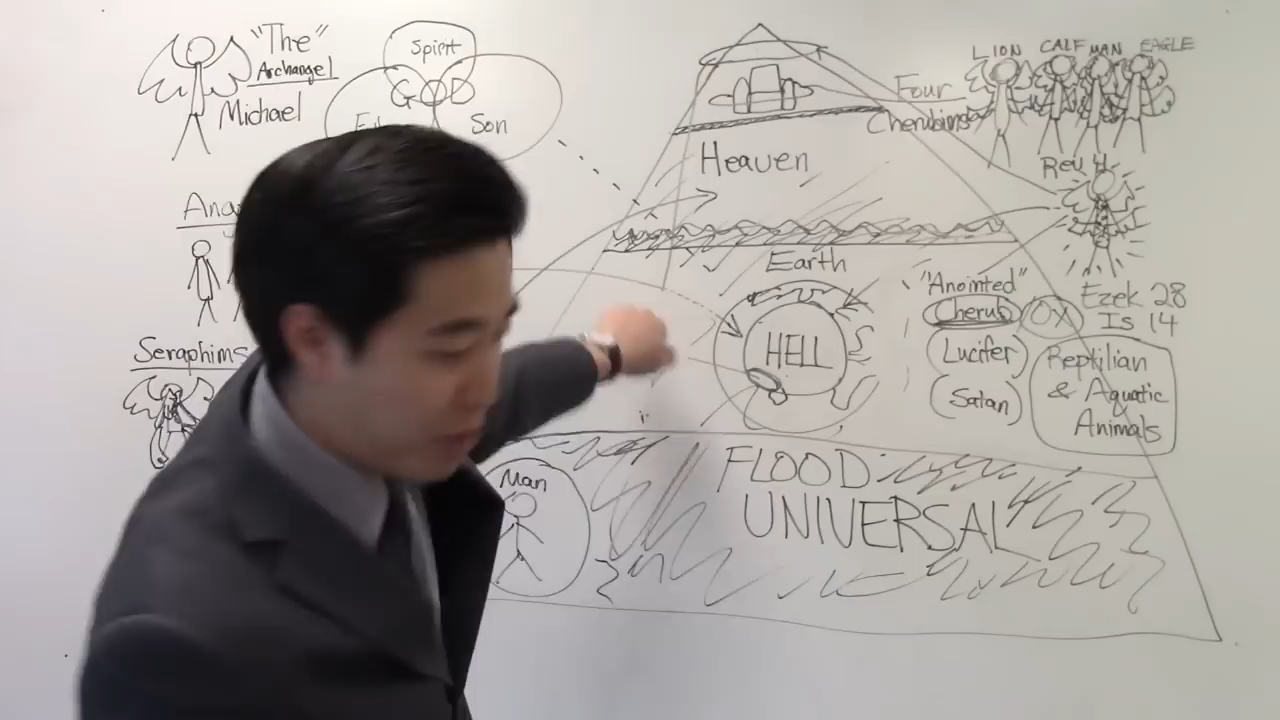 "The"
Archangel
Michael
Spirit
GOD
Son
Seraphims
Man
Heaven
Four
Cherubims
LION CALF MAN EAGLE
Rev 4
Earth
HELL
"Anointed"
Cherub
OX
Lucifer
Satan
Ezek 28
Is 14
Reptilian
& Aquatic
Animals
FLOOD
UNIVERSAL